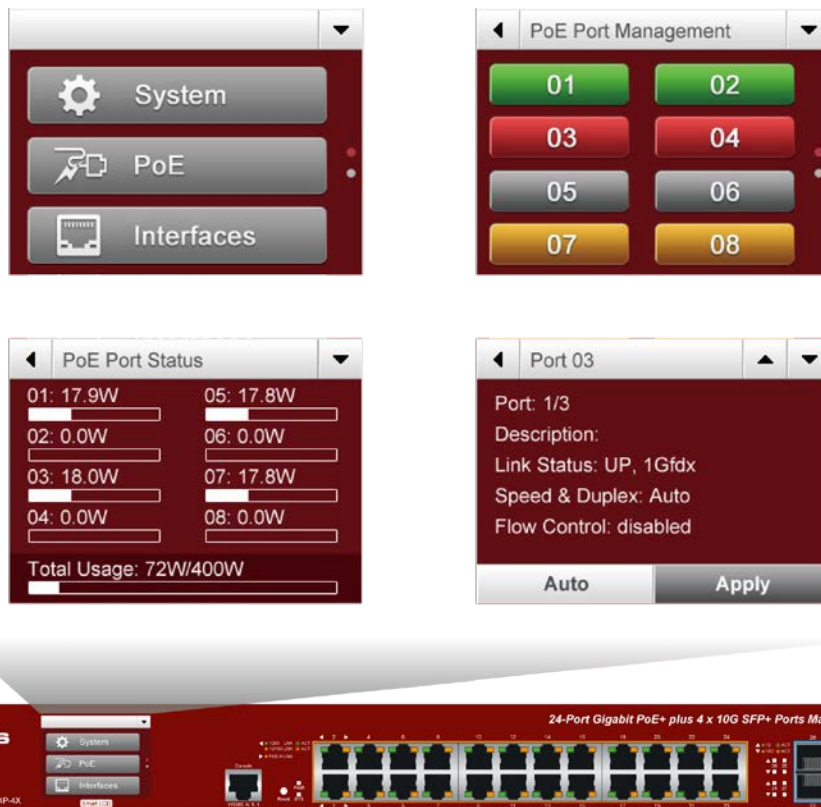 System
PoE
Interfaces
PoE Port Management
01 02
03 04
05 06
07 08
PoE Port Status
01: 17.9W 05: 17.8W
02: 0.0W 06: 0.0W
03: 18.0W 07: 17.8W
04: 0.0W 08: 0.0W
Total Usage: 72W/400W
Port 03
Port: 1/3
Description:
Link Status: UP, 1Gfdx
Speed & Duplex: Auto
Flow Control: disabled
Auto Apply
24-Port Gigabit PoE+ plus 4 x 10G SFP+ Ports Ma
System
PoE
Interfaces
Console
Smart LCD
Reset
P-4X